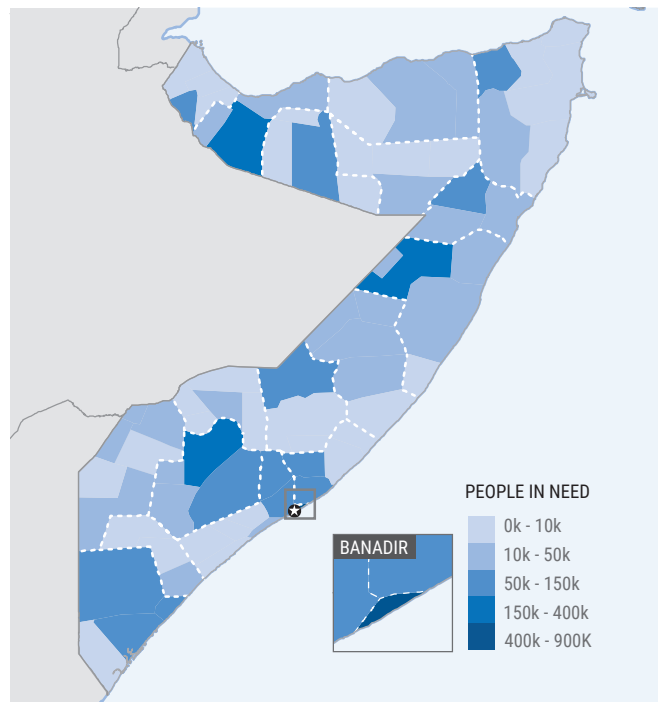 PEOPLE IN NEED
0k - 10k
10k - 50k
50k - 150k
150k - 400k
400k - 900K
BANADIR